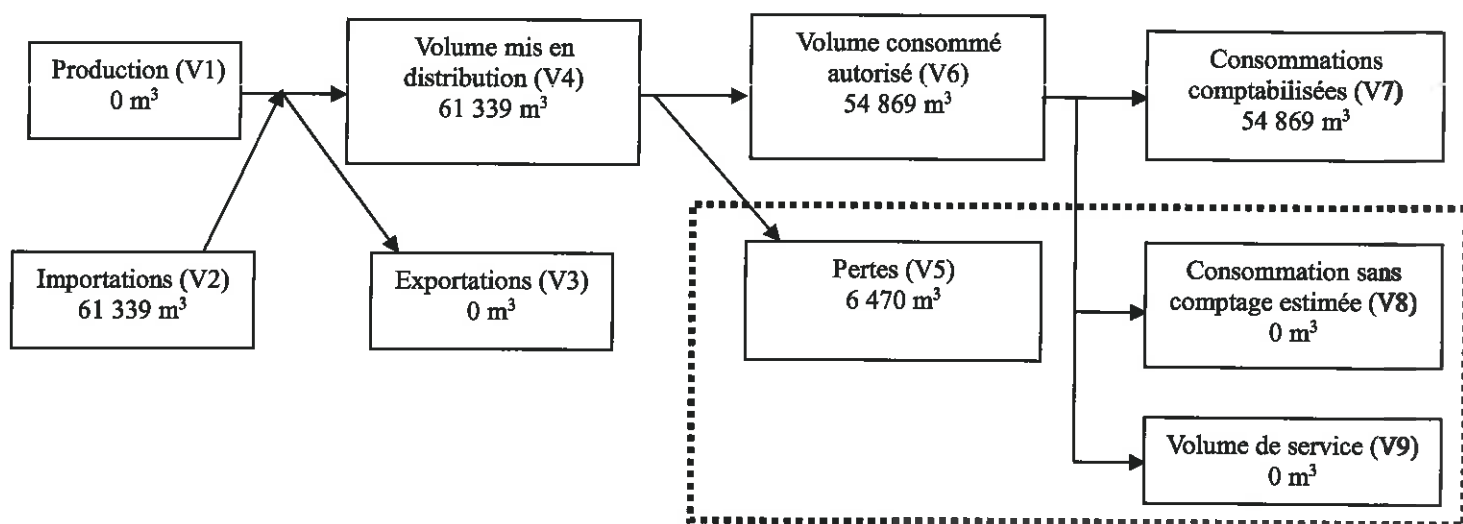 Production (V1)
0 m³
Volume mis en
distribution (V4)
61 339 m³
Volume consommé
autorisé (V6)
54 869 m³
Consommations
comptabilisées (V7)
54 869 m³
Importations (V2)
61 339 m³
Exportations (V3)
0 m³
Pertes (V5)
6 470 m³
Consommation sans
comptage estimée (V8)
0 m³
Volume de service (V9)
0 m³